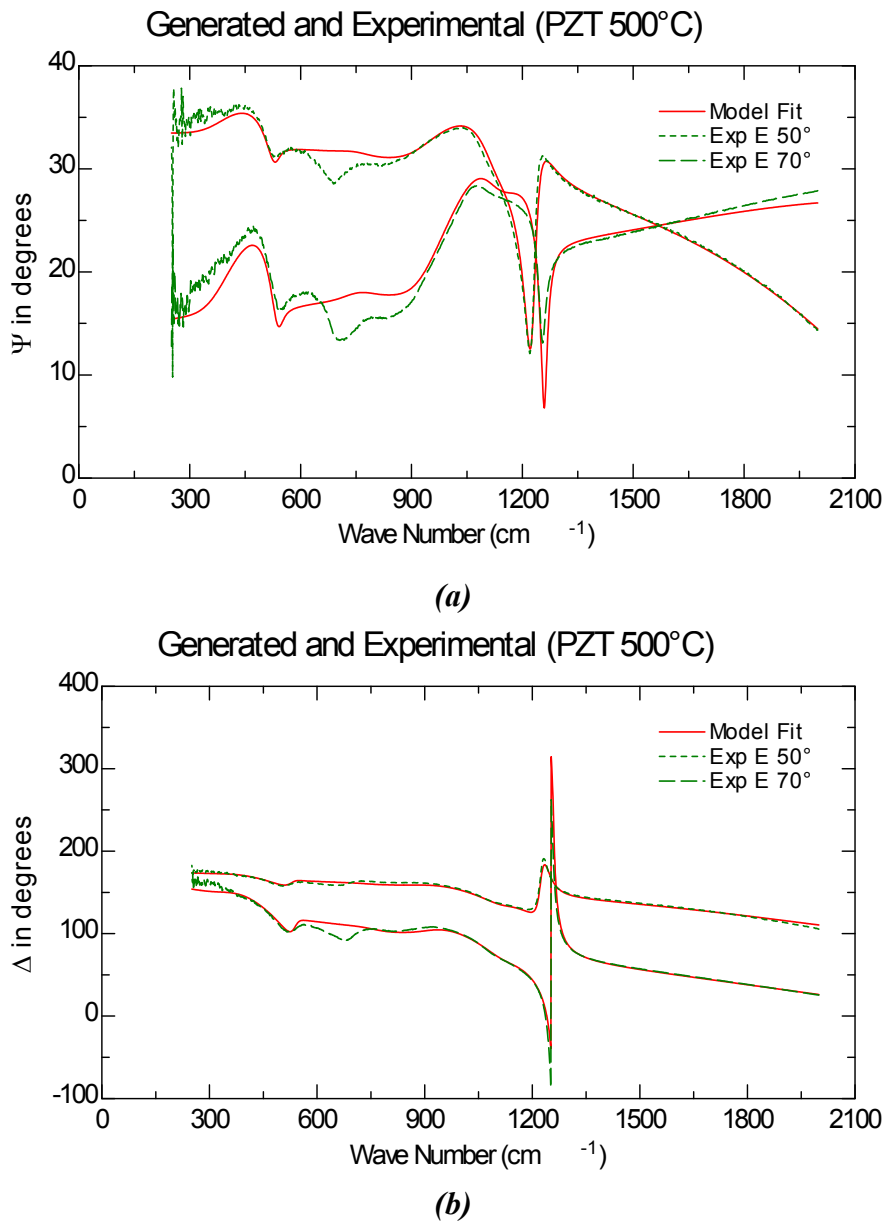 Generated and Experimental (PZT 500°C)
40
30
20
10
0
Ψ in degrees
Model Fit
Exp E 50°
Exp E 70°
0 300 600 900 1200 1500 1800 2100
Wave Number (cm -1)
(a)
Generated and Experimental (PZT 500°C)
400
300
200
100
0
-100
Δ in degrees
Model Fit
Exp E 50°
Exp E 70°
0 300 600 900 1200 1500 1800 2100
Wave Number (cm -1)
(b)